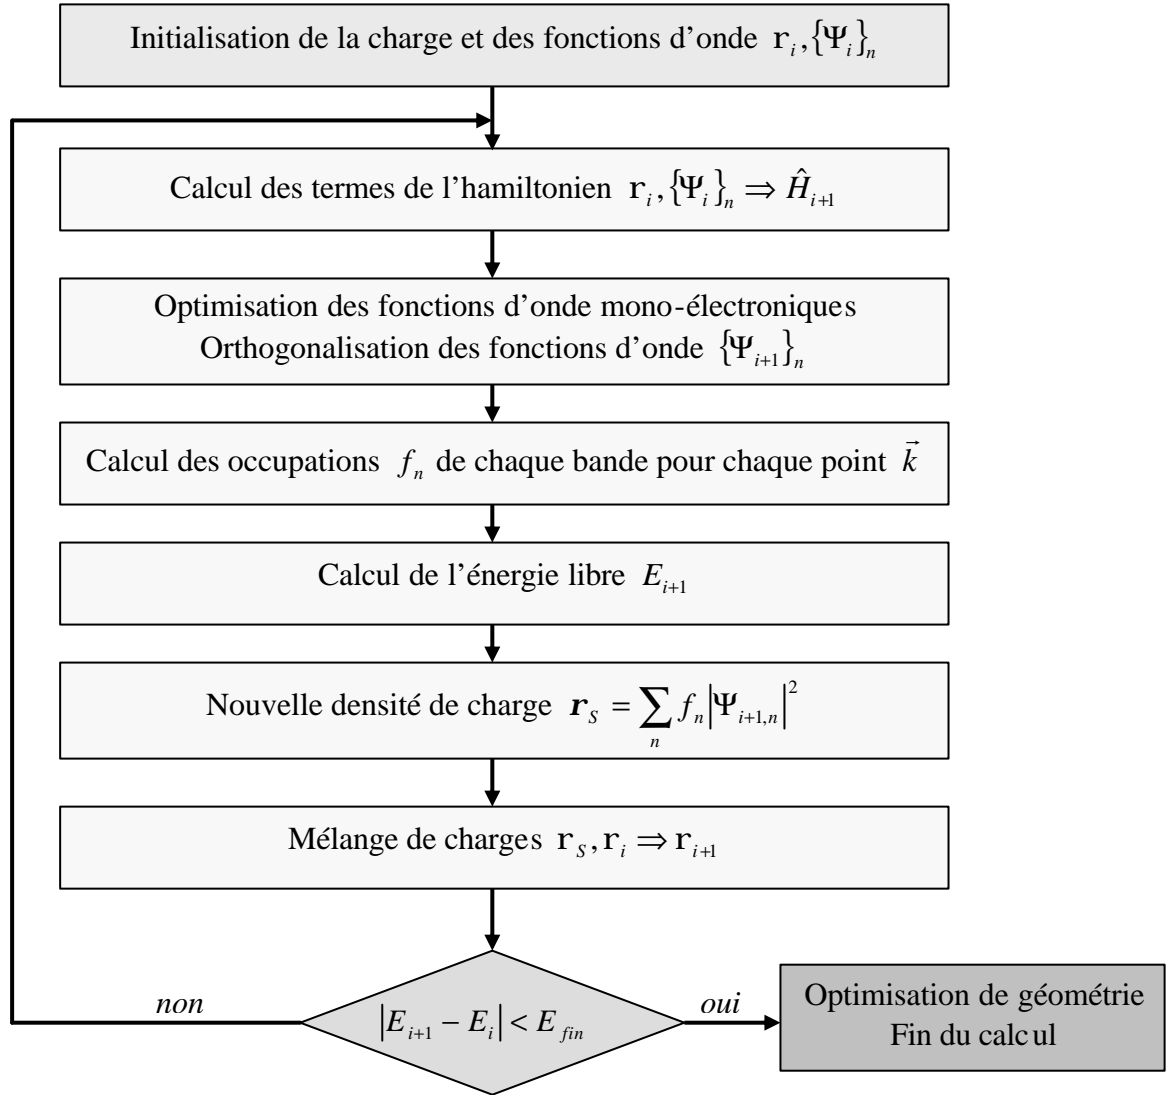 Initialisation de la charge et des fonctions d’onde r_i, {Ψ_i}_n
Calcul des termes de l’hamiltonien r_i, {Ψ_i}_n ⇒ Ĥ_{i+1}
Optimisation des fonctions d’onde mono-électroniques
Orthogonalisation des fonctions d’onde {Ψ_{i+1}}_n
Calcul des occupations f_n de chaque bande pour chaque point k⃗
Calcul de l’énergie libre E_{i+1}
Nouvelle densité de charge r_S = ∑_n f_n |Ψ_{i+1,n}|²
Mélange de charges r_S, r_i ⇒ r_{i+1}
non
|E_{i+1} − E_i| < E_{fin}
oui
Optimisation de géométrie
Fin du calcul